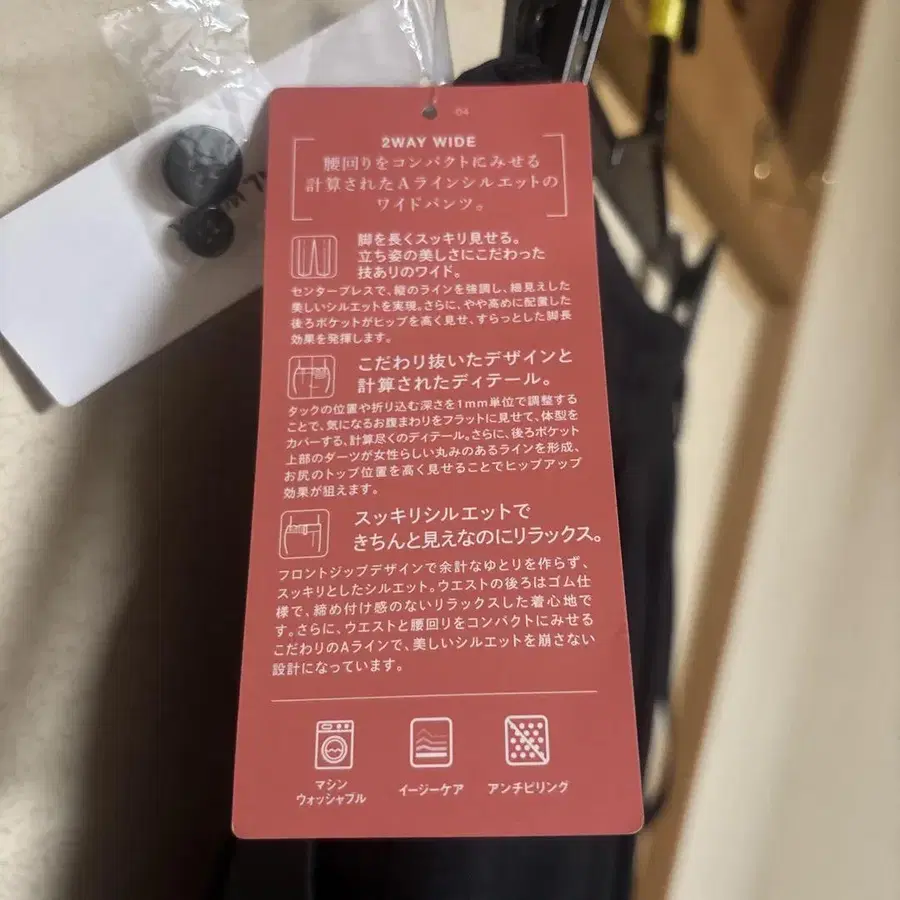 64
2WAY WIDE
腰回りをコンパクトにみせる
計算されたAラインシルエットの
ワイドパンツ。
脚を長くスッキリ見せる。
立ち姿の美しさにこだわった
技ありのワイド。
センタープレスで、縦のラインを強調し、細見えした
美しいシルエットを実現。さらに、やや高めに配置した
後ろポケットがヒップを高く見せ、すらっとした脚長
効果を発揮します。
こだわり抜いたデザインと
計算されたディテール。
タックの位置や折り込む深さを1mm単位で調整する
ことで、気になるお腹まわりをフラットに見せて、体型を
カバーする、計算尽くのディテール。さらに、後ろポケット
上部のダーツが女性らしい丸みのあるラインを形成、
お尻のトップ位置を高く見せることでヒップアップ
効果が狙えます。
スッキリシルエットで
きちんと見えなのにリラックス。
フロントジップデザインで余計なゆとりを作らず、
スッキリとしたシルエット。ウエストの後ろはゴム仕
様で、締め付け感のないリラックスした着心地で
す。さらに、ウエストと腰回りをコンパクトにみせる
こだわりのAラインで、美しいシルエットを崩さない
設計になっています。
マシン
ウォッシャブル
イージーケア
アンチピリング